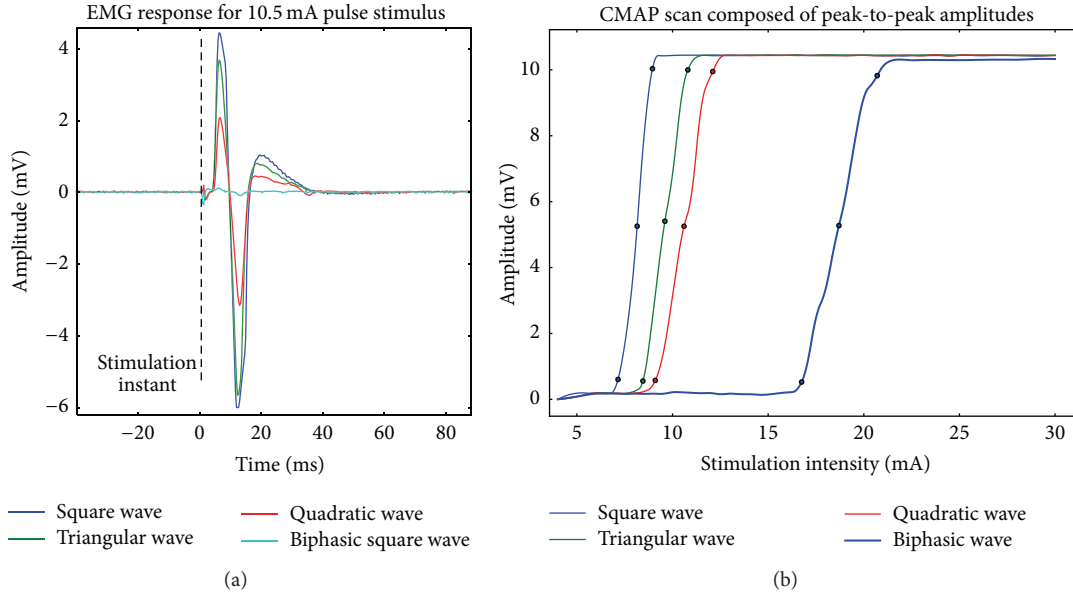 EMG response for 10.5 mA pulse stimulus
4
2
0
−2
−4
−6
Amplitude (mV)
Stimulation
instant
−20
0
20
40
60
80
Time (ms)
Square wave
Triangular wave
Quadratic wave
Biphasic square wave
(a)
CMAP scan composed of peak-to-peak amplitudes
10
8
6
4
2
0
Amplitude (mV)
5
10
15
20
25
30
Stimulation intensity (mA)
Square wave
Triangular wave
Quadratic wave
Biphasic wave
(b)